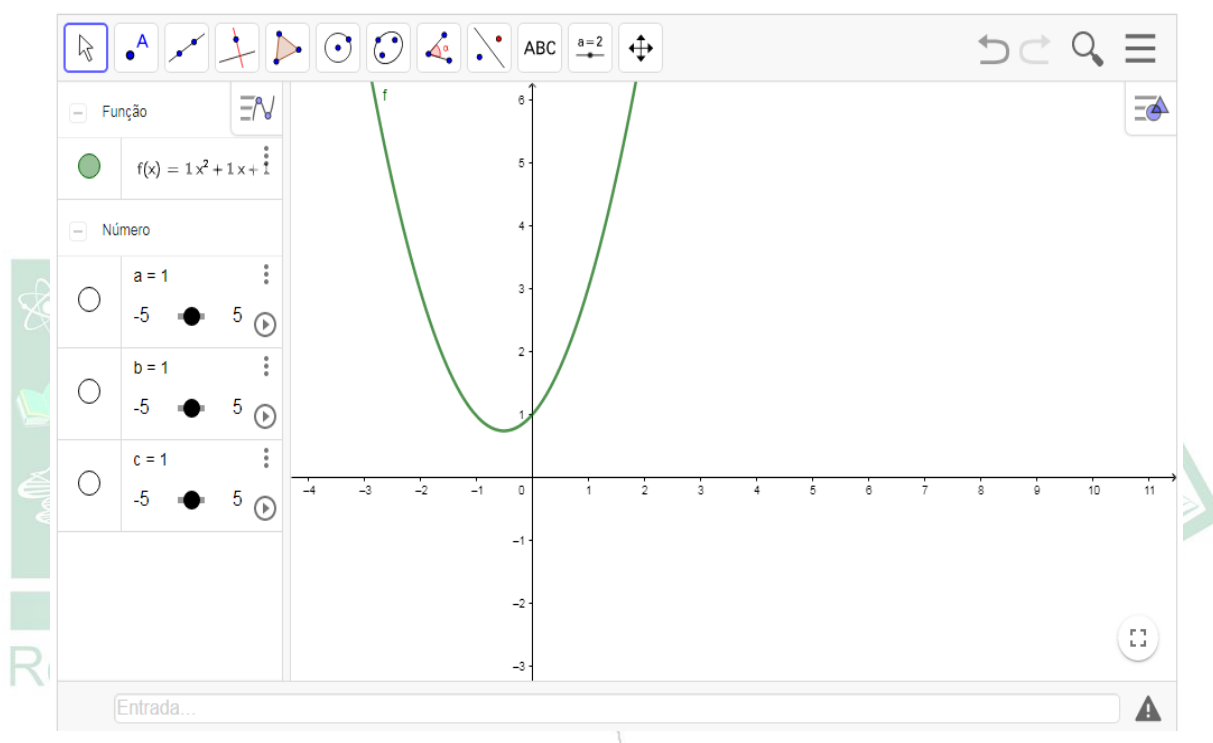 A
α
ABC
a=2
Função
f(x) = 1x² + 1x + 1
Número
a = 1
-5 5
b = 1
-5 5
c = 1
-5 5
f
6
5
4
3
2
1
–4 –3 –2 –1 0 1 2 3 4 5 6 7 8 9 10 11
–1
–2
–3
Entrada...